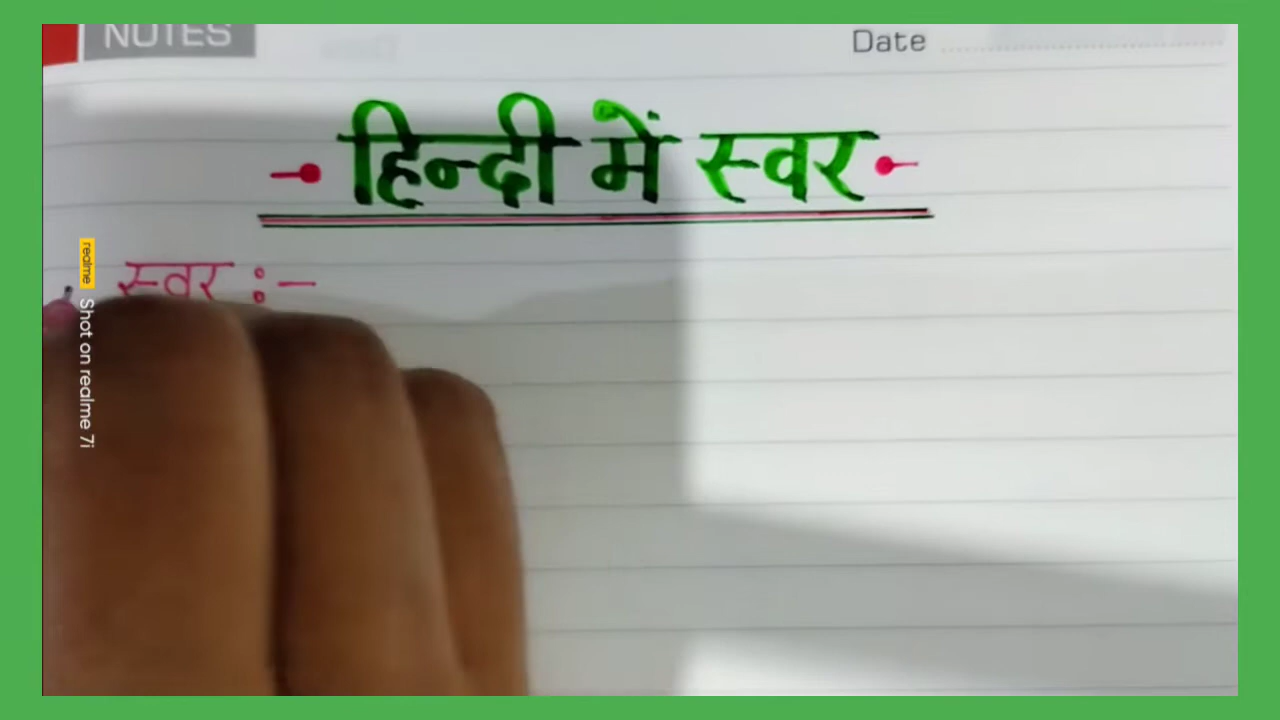 NOTES
Date
हिन्दी में स्वर
स्वर :-
realme Shot on realme 7i